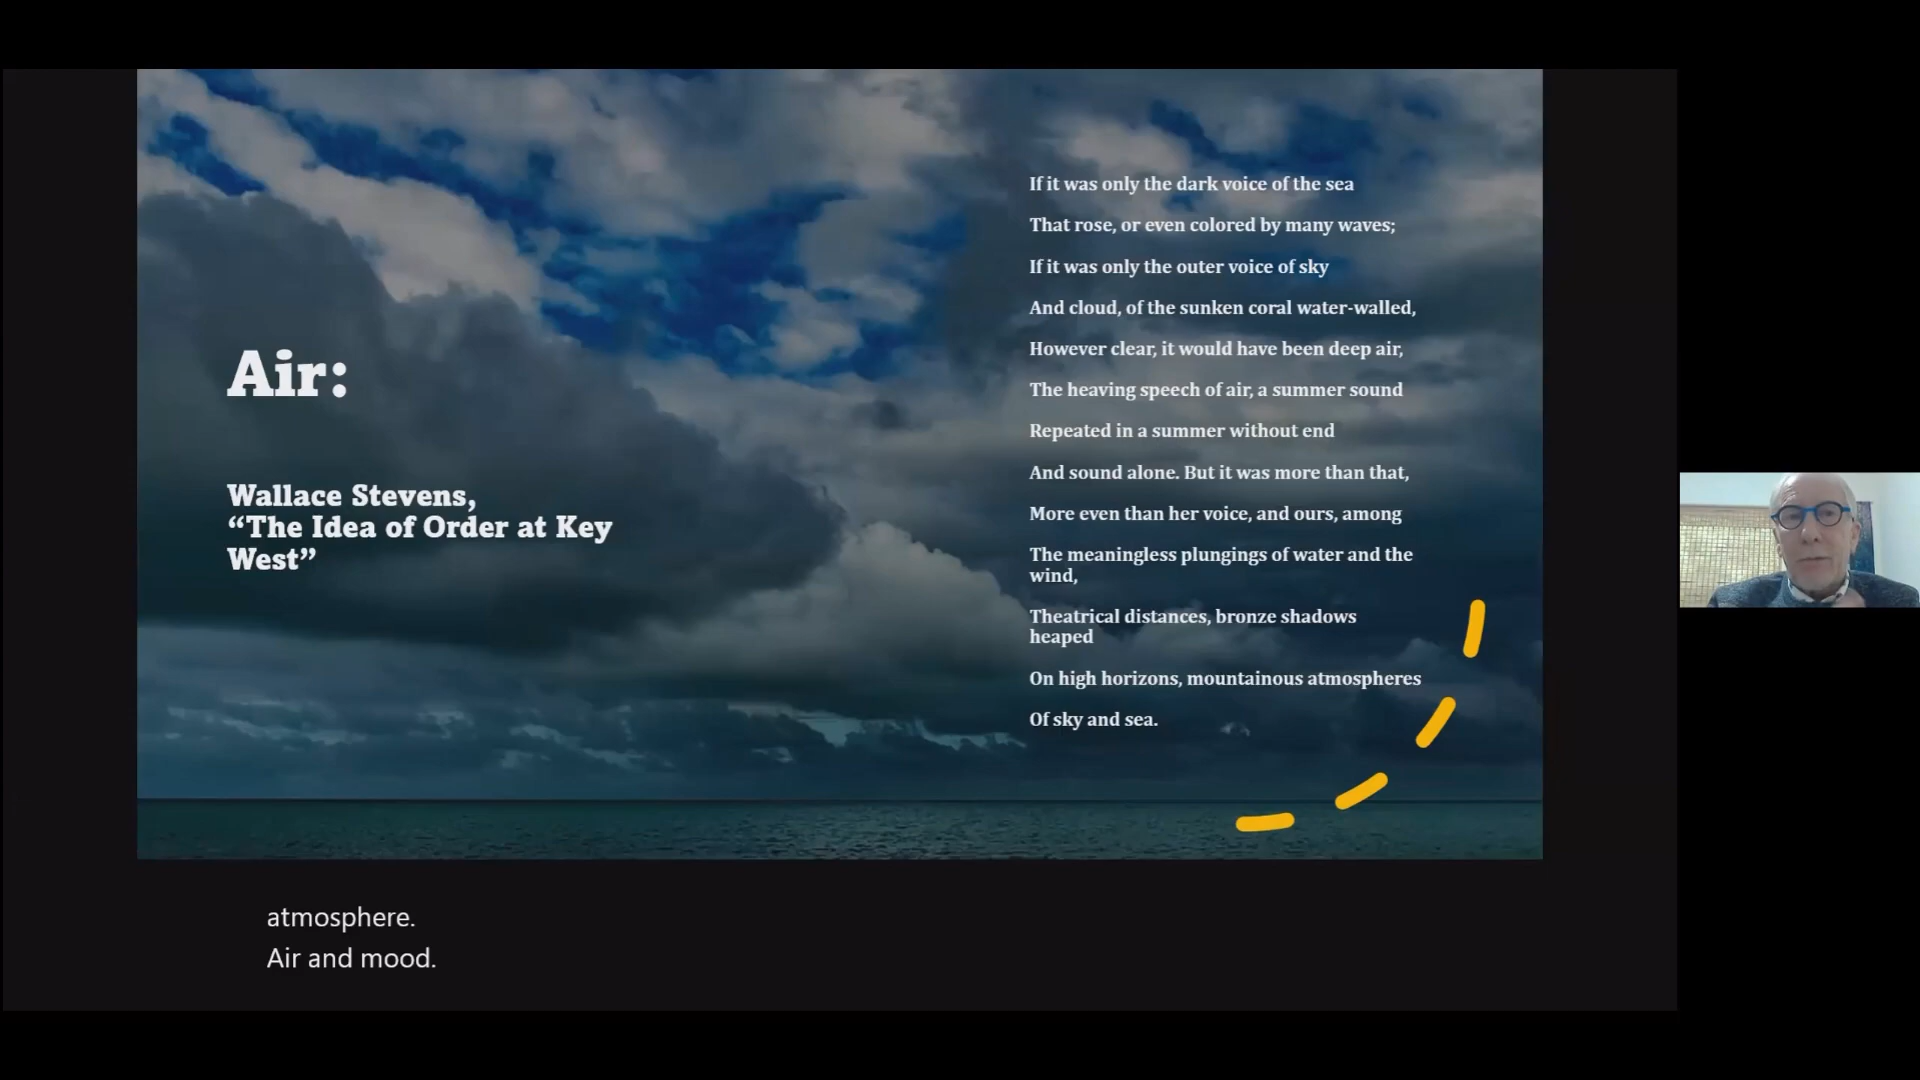 Air:
Wallace Stevens,
“The Idea of Order at Key
West”
If it was only the dark voice of the sea
That rose, or even colored by many waves;
If it was only the outer voice of sky
And cloud, of the sunken coral water-walled,
However clear, it would have been deep air,
The heaving speech of air, a summer sound
Repeated in a summer without end
And sound alone. But it was more than that,
More even than her voice, and ours, among
The meaningless plungings of water and the
wind,
Theatrical distances, bronze shadows
heaped
On high horizons, mountainous atmospheres
Of sky and sea.
atmosphere.
Air and mood.